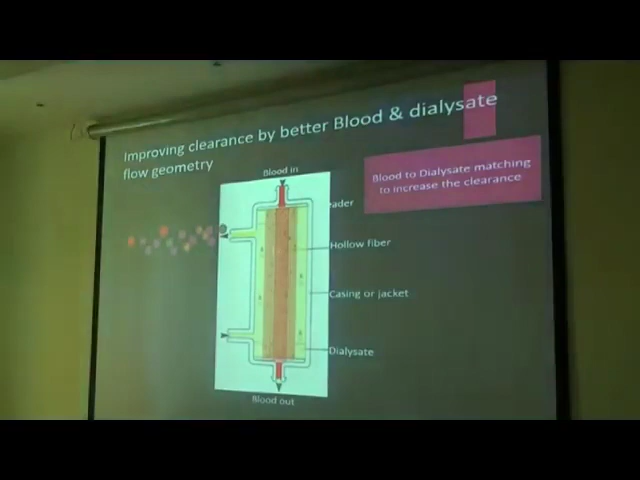 Improving clearance by better Blood & dialysate
flow geometry
Blood to Dialysate matching
to increase the clearance
Blood in
eader
Hollow fiber
Casing or jacket
Dialysate
Blood out